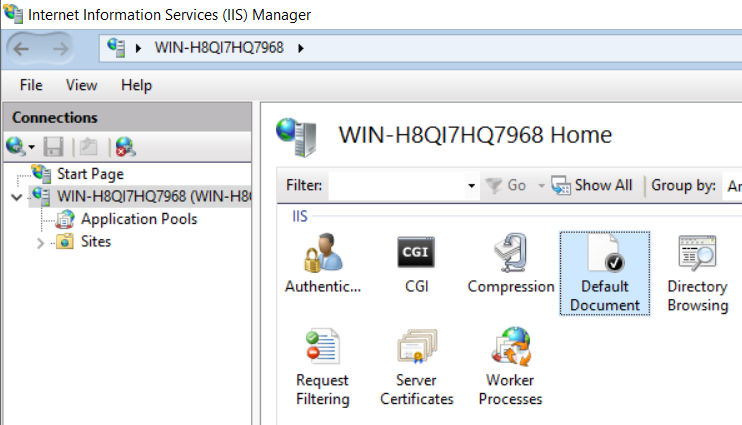 Internet Information Services (IIS) Manager
WIN-H8QI7HQ7968
File View Help
Connections
Start Page
WIN-H8QI7HQ7968 (WIN-H8
Application Pools
Sites
WIN-H8QI7HQ7968 Home
Filter: Go Show All Group by:
IIS
Authentic... CGI Compression Default Document Directory Browsing
CGI
Request Filtering Server Certificates Worker Processes